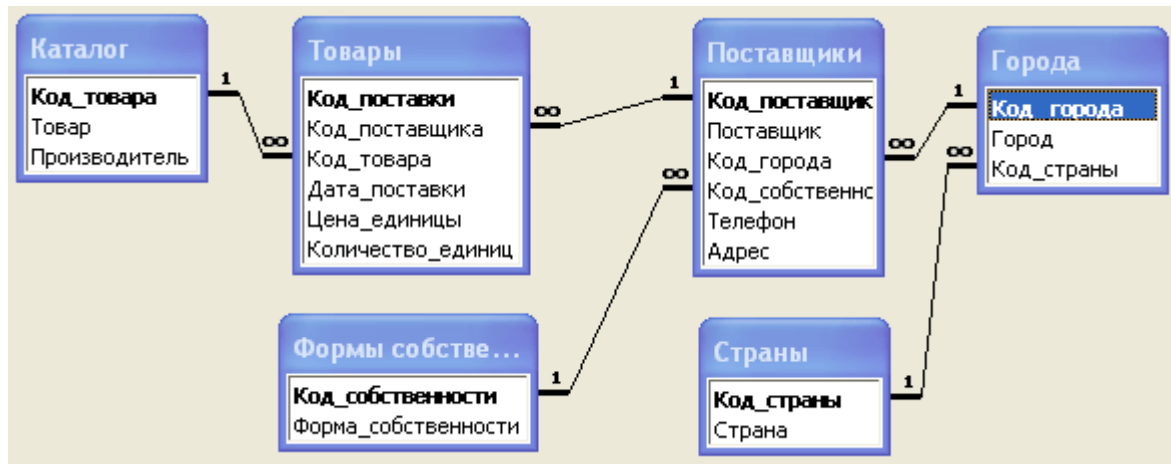 Каталог
Код_товара
Товар
Производитель
1
∞
Товары
Код_поставки
Код_поставщика
Код_товара
Дата_поставки
Цена_единицы
Количество_единиц
∞
1
Поставщики
Код_поставщик
Поставщик
Код_города
Код_собственнс
Телефон
Адрес
∞
∞
1
Города
Код_города
Город
Код_страны
∞
Формы собстве...
Код_собственности
Форма_собственности
1
Страны
Код_страны
Страна
1